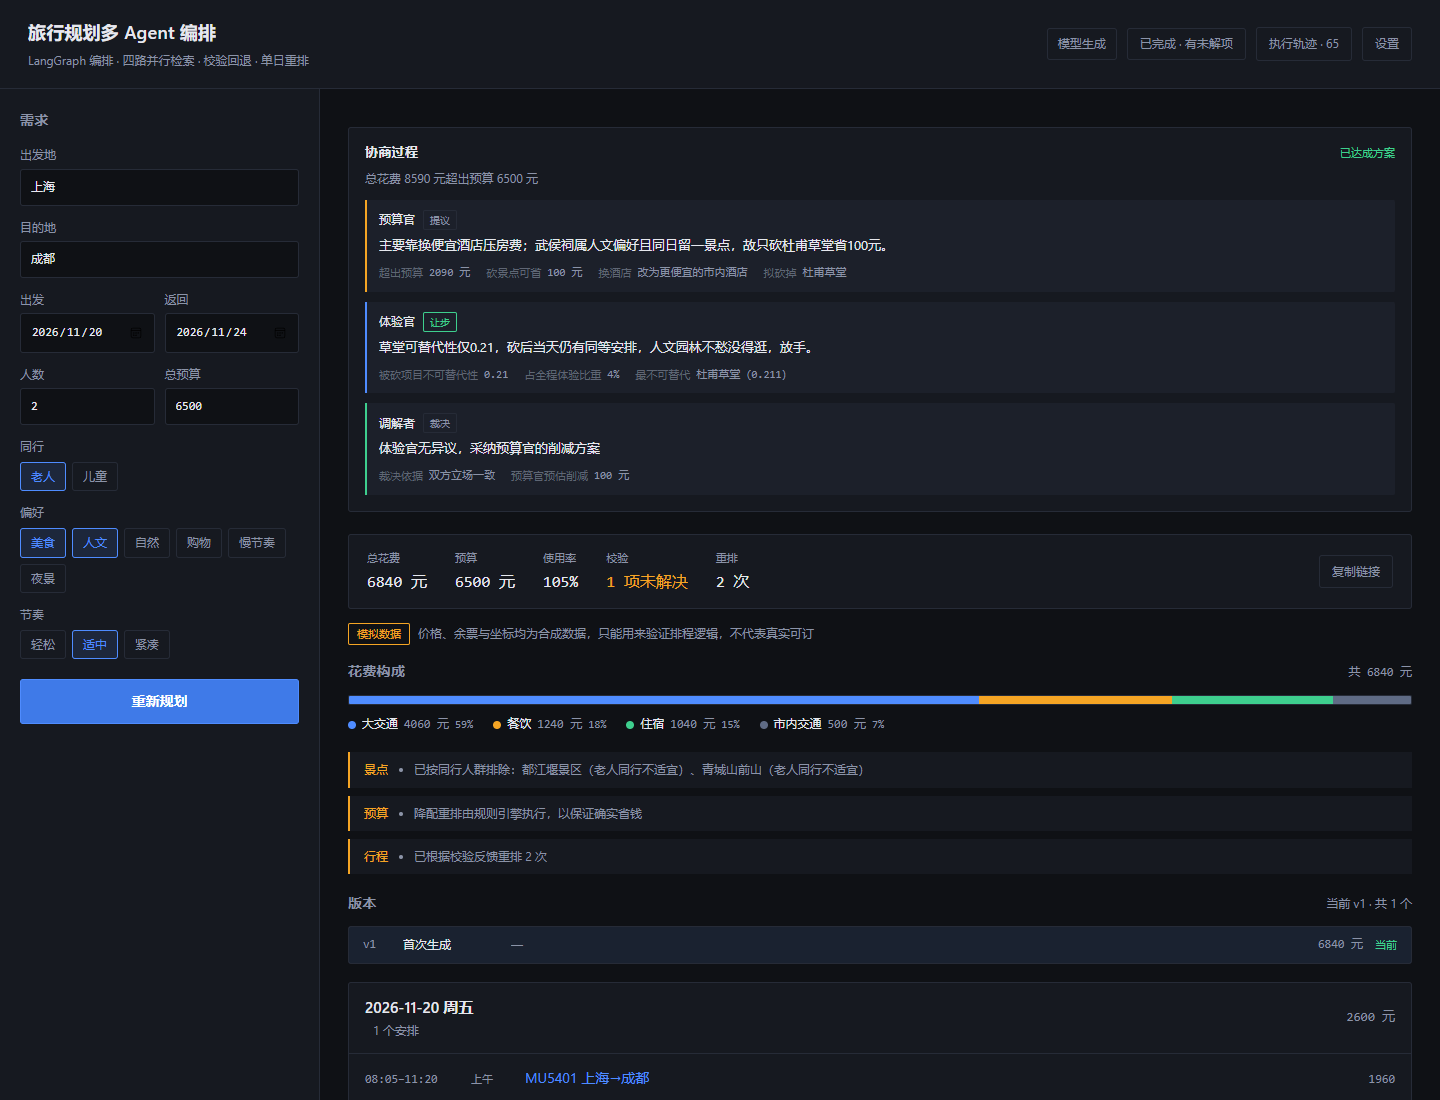 旅行规划多 Agent 编排
LangGraph 编排 · 四路并行检索 · 校验回退 · 单日重排
模型生成
已完成 · 有未解项
执行轨迹 · 65
设置
需求
出发地
上海
目的地
成都
出发 返回
2026/11/20 2026/11/24
人数 总预算
2 6500
同行
老人 儿童
偏好
美食 人文 自然 购物 慢节奏
夜景
节奏
轻松 适中 紧凑
重新规划
协商过程 已达成方案
总花费 8590 元超出预算 6500 元
预算官 提议
主要靠换便宜酒店压房费；武侯祠属人文偏好且同日留一景点，故只砍杜甫草堂省100元。
超出预算 2090 元 砍景点可省 100 元 换酒店 改为更便宜的市内酒店 拟砍掉 杜甫草堂
体验官 让步
草堂可替代性仅0.21，砍后当天仍有同等安排，人文园林不愁没得逛，放手。
被砍项目不可替代性 0.21 占全程体验比重 4% 最不可替代 杜甫草堂（0.211）
调解者 裁决
体验官无异议，采纳预算官的削减方案
裁决依据 双方立场一致 预算官预估削减 100 元
总花费 预算 使用率 校验 重排
6840 元 6500 元 105% 1 项未解决 2 次
复制链接
模拟数据 价格、余票与坐标均为合成数据，只能用来验证排程逻辑，不代表真实可订
花费构成 共 6840 元
大交通 4060 元 59% 餐饮 1240 元 18% 住宿 1040 元 15% 市内交通 500 元 7%
景点 • 已按同行人群排除：都江堰景区（老人同行不适宜）、青城山前山（老人同行不适宜）
预算 • 降配重排由规则引擎执行，以保证确实省钱
行程 • 已根据校验反馈重排 2 次
版本 当前 v1 · 共 1 个
v1 首次生成 — 6840 元 当前
2026-11-20 周五
1 个安排
2600 元
08:05–11:20 上午 MU5401 上海→成都 1960